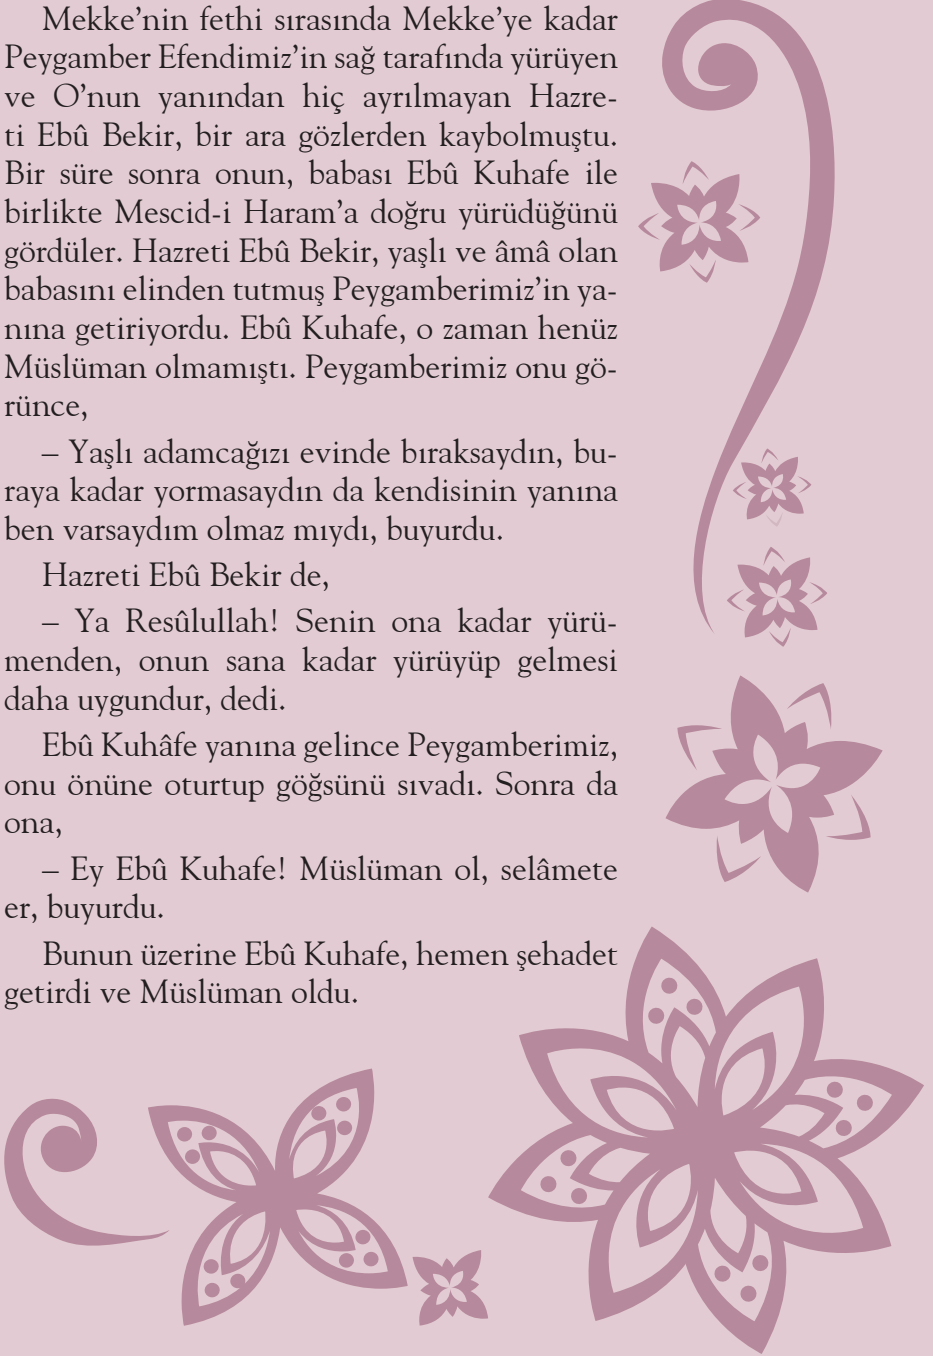 Mekke’nin fethi sırasında Mekke’ye kadar
Peygamber Efendimiz’in sağ tarafında yürüyen
ve O’nun yanından hiç ayrılmayan Hazre-
ti Ebû Bekir, bir ara gözlerden kaybolmuştu.
Bir süre sonra onun, babası Ebû Kuhafe ile
birlikte Mescid-i Haram’a doğru yürüdüğünü
gördüler. Hazreti Ebû Bekir, yaşlı ve âmâ olan
babasını elinden tutmuş Peygamberimiz’in ya-
nına getiriyordu. Ebû Kuhafe, o zaman henüz
Müslüman olmamıştı. Peygamberimiz onu gö-
rünce,
– Yaşlı adamcağızı evinde bıraksaydın, bu-
raya kadar yormasaydın da kendisinin yanına
ben varsaydım olmaz mıydı, buyurdu.
Hazreti Ebû Bekir de,
– Ya Resûlullah! Senin ona kadar yürü-
menden, onun sana kadar yürüyüp gelmesi
daha uygundur, dedi.
Ebû Kuhâfe yanına gelince Peygamberimiz,
onu önüne oturtup göğsünü sıvadı. Sonra da
ona,
– Ey Ebû Kuhafe! Müslüman ol, selâmete
er, buyurdu.
Bunun üzerine Ebû Kuhafe, hemen şehadet
getirdi ve Müslüman oldu.